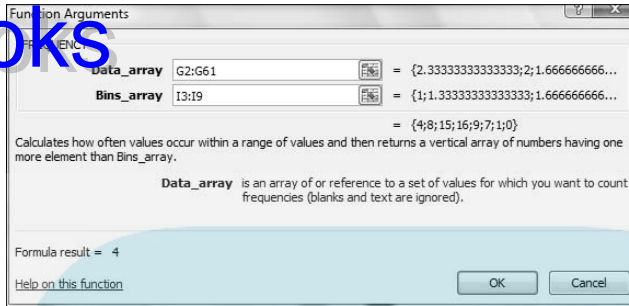 Function Arguments
oks
FREQUENCY
Data_array G2:G61 = {2.33333333333333;2;1.666666666...
Bins_array I3:I9 = {1;1.33333333333333;1.666666666...
= {4;8;15;16;9;7;1;0}
Calculates how often values occur within a range of values and then returns a vertical array of numbers having one
more element than Bins_array.
Data_array is an array of or reference to a set of values for which you want to count
frequencies (blanks and text are ignored).
Formula result = 4
Help on this function
OK Cancel